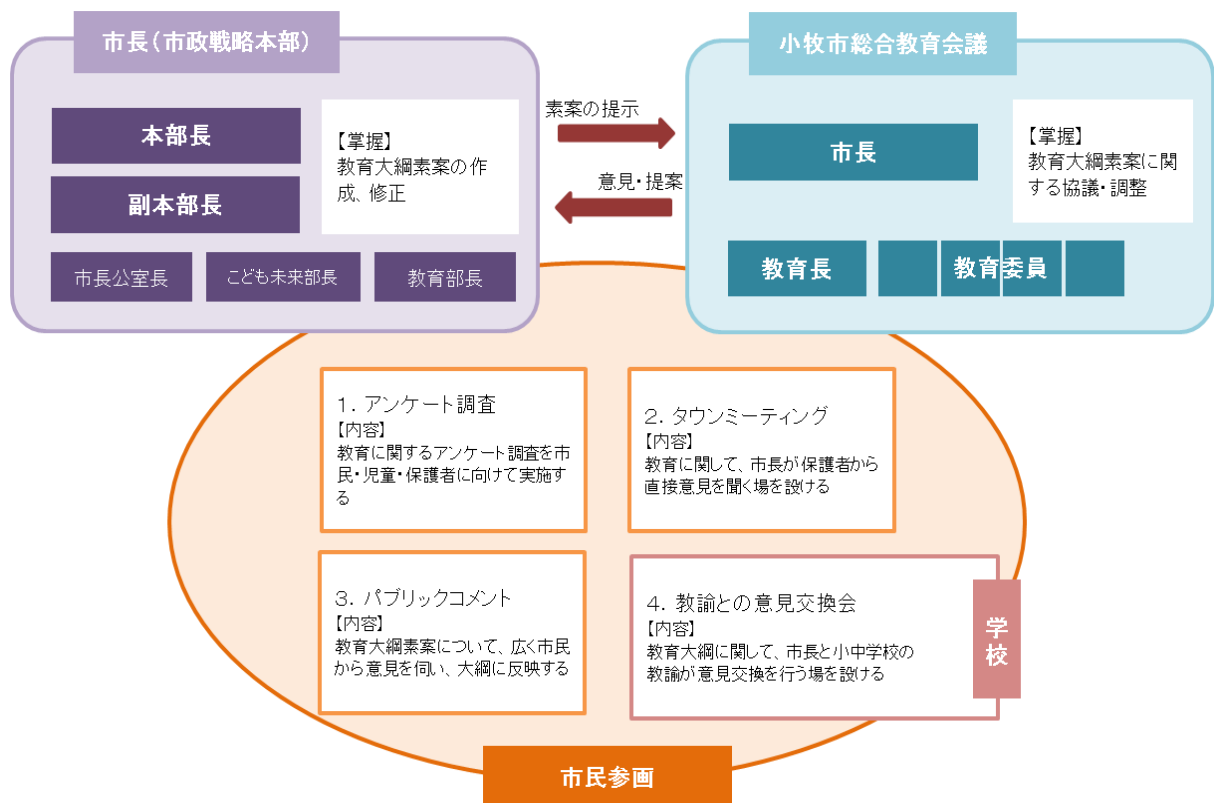 市長（市政戦略本部）
本部長
副本部長
市長公室長
こども未来部長
教育部長
【掌握】
教育大綱素案の作
成、修正
素案の提示
意見・提案
小牧市総合教育会議
市長
【掌握】
教育大綱素案に関
する協議・調整
教育長
教育委員
1．アンケート調査
【内容】
教育に関するアンケート調査を市
民・児童・保護者に向けて実施す
る
2．タウンミーティング
【内容】
教育に関して、市長が保護者から
直接意見を聞く場を設ける
3．パブリックコメント
【内容】
教育大綱素案について、広く市民
から意見を伺い、大綱に反映する
4．教諭との意見交換会
【内容】
教育大綱に関して、市長と小中学校の
教諭が意見交換を行う場を設ける
学校
市民参画